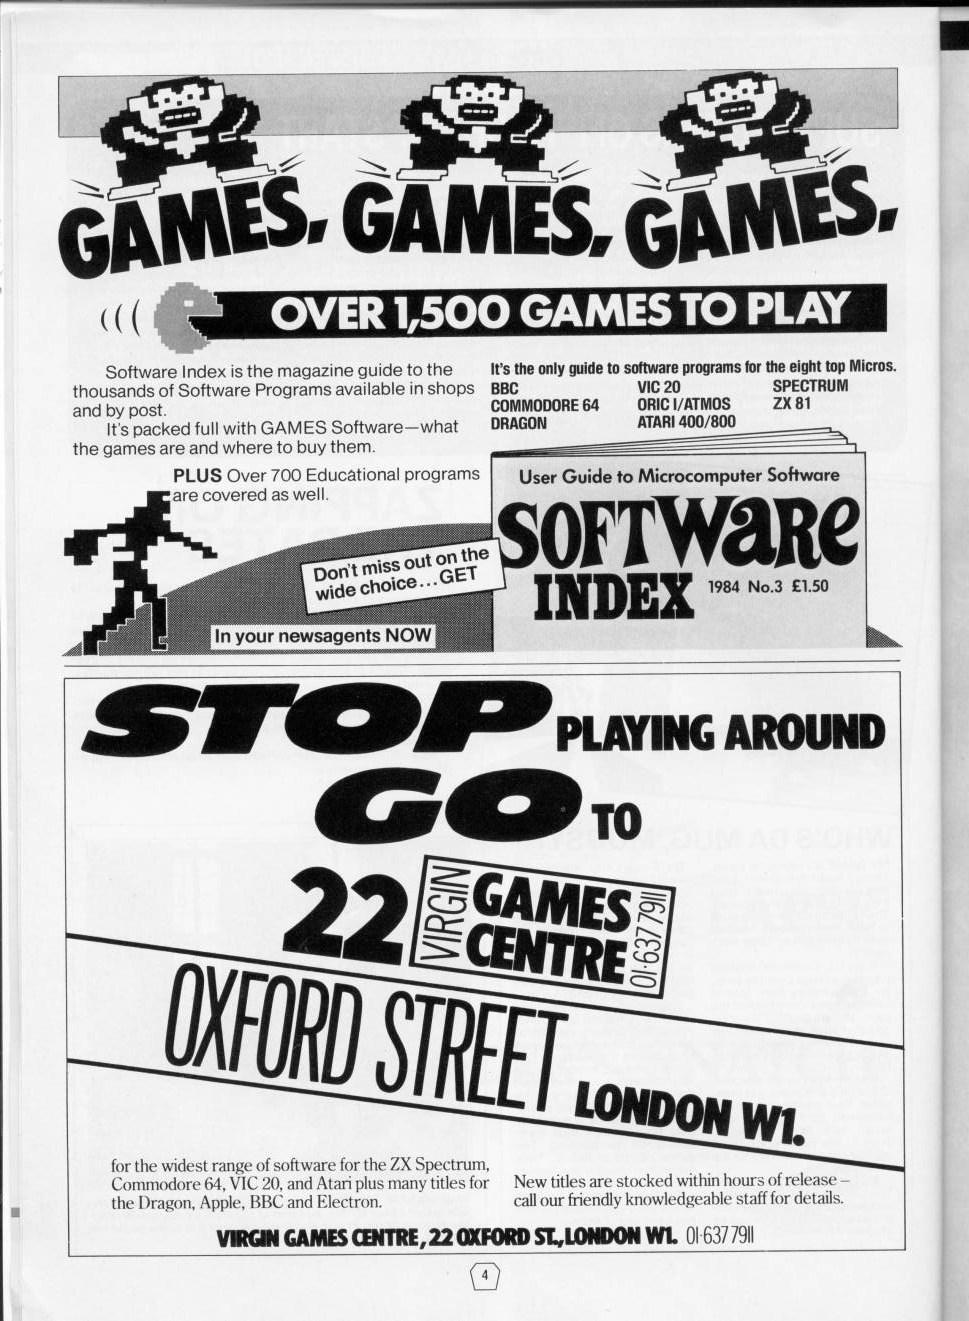 GAMES, GAMES, GAMES,
OVER 1,500 GAMES TO PLAY
Software Index is the magazine guide to the
thousands of Software Programs available in shops
and by post.
It's packed full with GAMES Software—what
the games are and where to buy them.
PLUS Over 700 Educational programs
are covered as well.
It's the only guide to software programs for the eight top Micros.
BBC VIC 20 SPECTRUM
COMMODORE 64 ORIC I/ATMOS ZX 81
DRAGON ATARI 400/800
User Guide to Microcomputer Software
SOFTWaRe
INDEX 1984 No.3 £1.50
Don't miss out on the
wide choice...GET
In your newsagents NOW
STOP PLAYING AROUND
GO TO
22 VIRGIN GAMES CENTRE 01·637 7911
OXFORD STREET LONDON W1.
for the widest range of software for the ZX Spectrum,
Commodore 64, VIC 20, and Atari plus many titles for
the Dragon, Apple, BBC and Electron.
New titles are stocked within hours of release –
call our friendly knowledgeable staff for details.
VIRGIN GAMES CENTRE, 22 OXFORD ST., LONDON W1. 01·637 7911
4